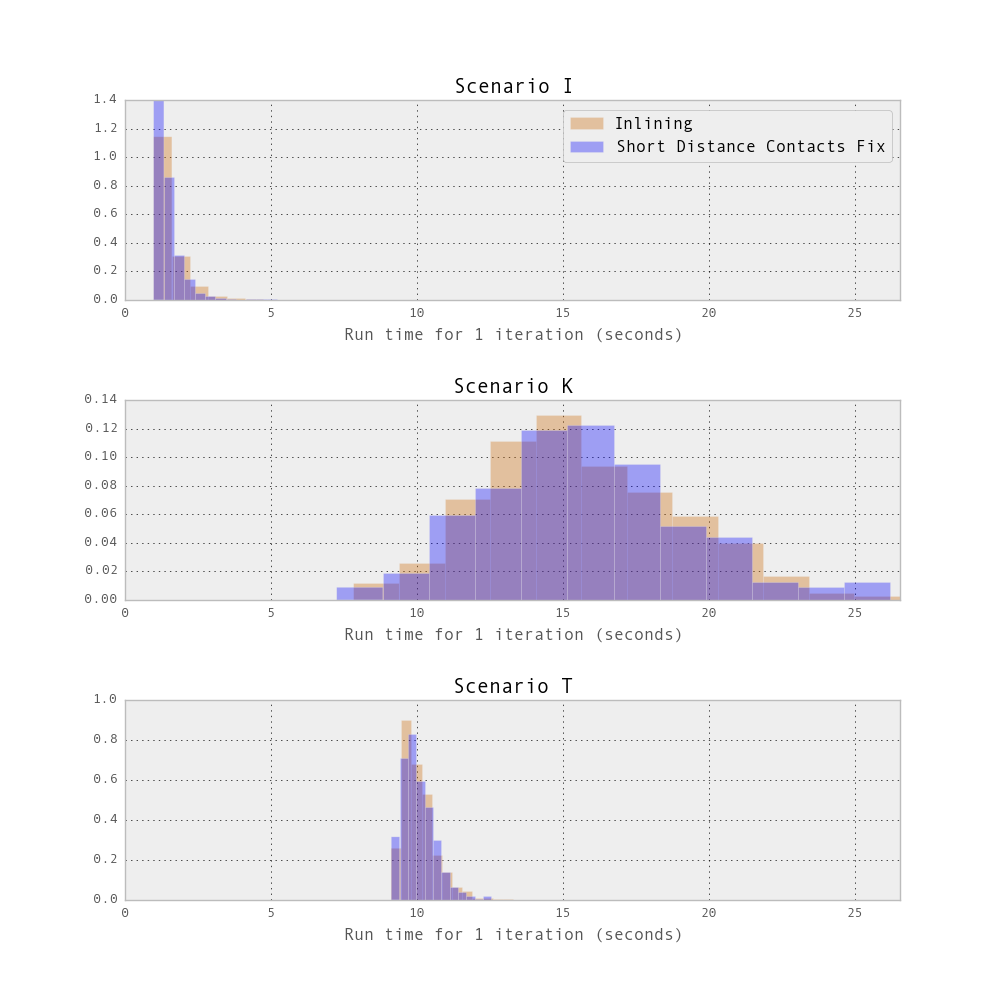 Scenario I
1.4
1.2
1.0
0.8
0.6
0.4
0.2
0.0
Inlining
Short Distance Contacts Fix
0 5 10 15 20 25
Run time for 1 iteration (seconds)
Scenario K
0.14
0.12
0.10
0.08
0.06
0.04
0.02
0.00
0 5 10 15 20 25
Run time for 1 iteration (seconds)
Scenario T
1.0
0.8
0.6
0.4
0.2
0.0
0 5 10 15 20 25
Run time for 1 iteration (seconds)